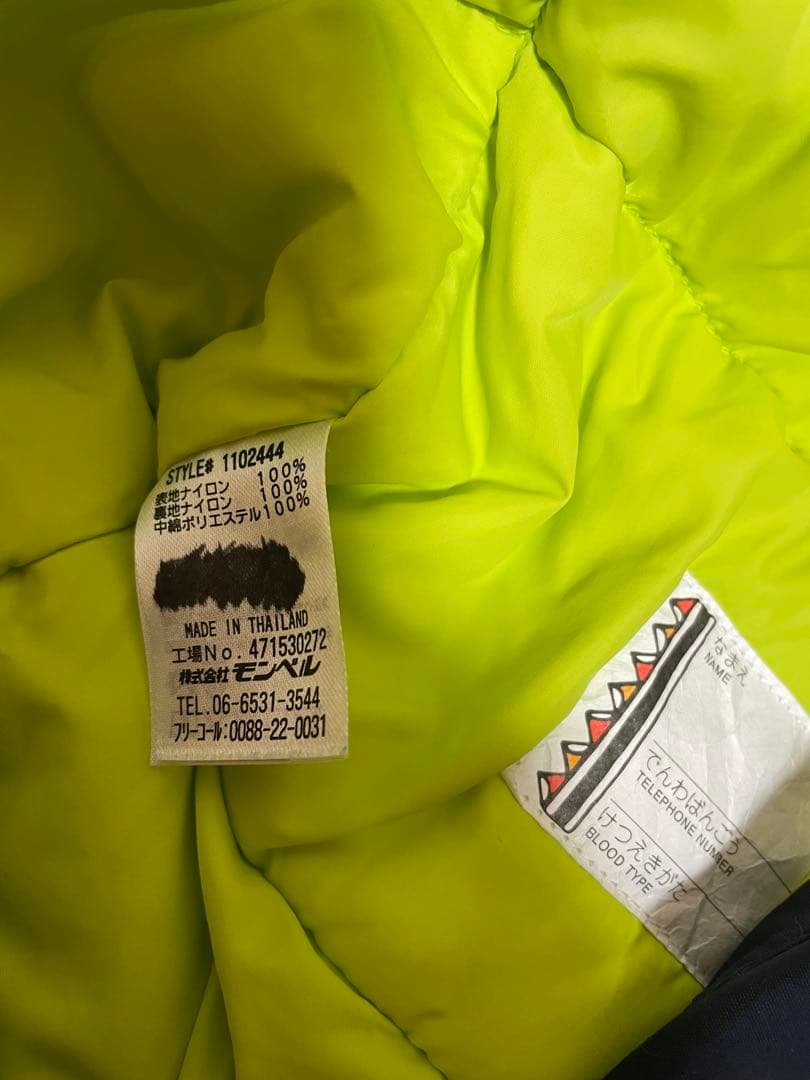 STYLE# 1102444
表地ナイロン 100%
裏地ナイロン 100%
中綿ポリエステル100%
MADE IN THAILAND
工場No. 471530272
株式会社 モンベル
TEL.06-6531-3544
フリーコール:0088-22-0031
なまえ
NAME
でんわばんごう
TELEPHONE NUMBER
けつえきがた
BLOOD TYPE